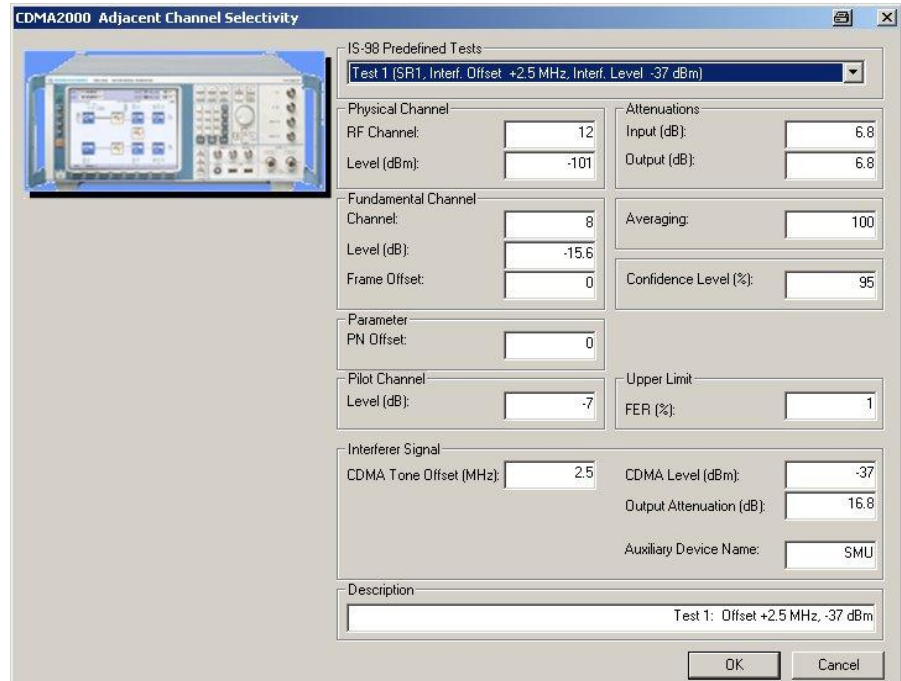 CDMA2000 Adjacent Channel Selectivity
IS-98 Predefined Tests
Test 1 (SR1, Interf. Offset +2.5 MHz, Interf. Level -37 dBm)
Physical Channel
RF Channel: 12
Level (dBm): -101
Attenuations
Input (dB): 6.8
Output (dB): 6.8
Fundamental Channel
Channel: 8
Level (dB): -15.6
Frame Offset: 0
Averaging: 100
Confidence Level (%): 95
Parameter
PN Offset: 0
Pilot Channel
Level (dB): -7
Upper Limit
FER (%): 1
Interferer Signal
CDMA Tone Offset (MHz): 2.5
CDMA Level (dBm): -37
Output Attenuation (dB): 16.8
Auxiliary Device Name: SMU
Description
Test 1: Offset +2.5 MHz, -37 dBm
OK
Cancel